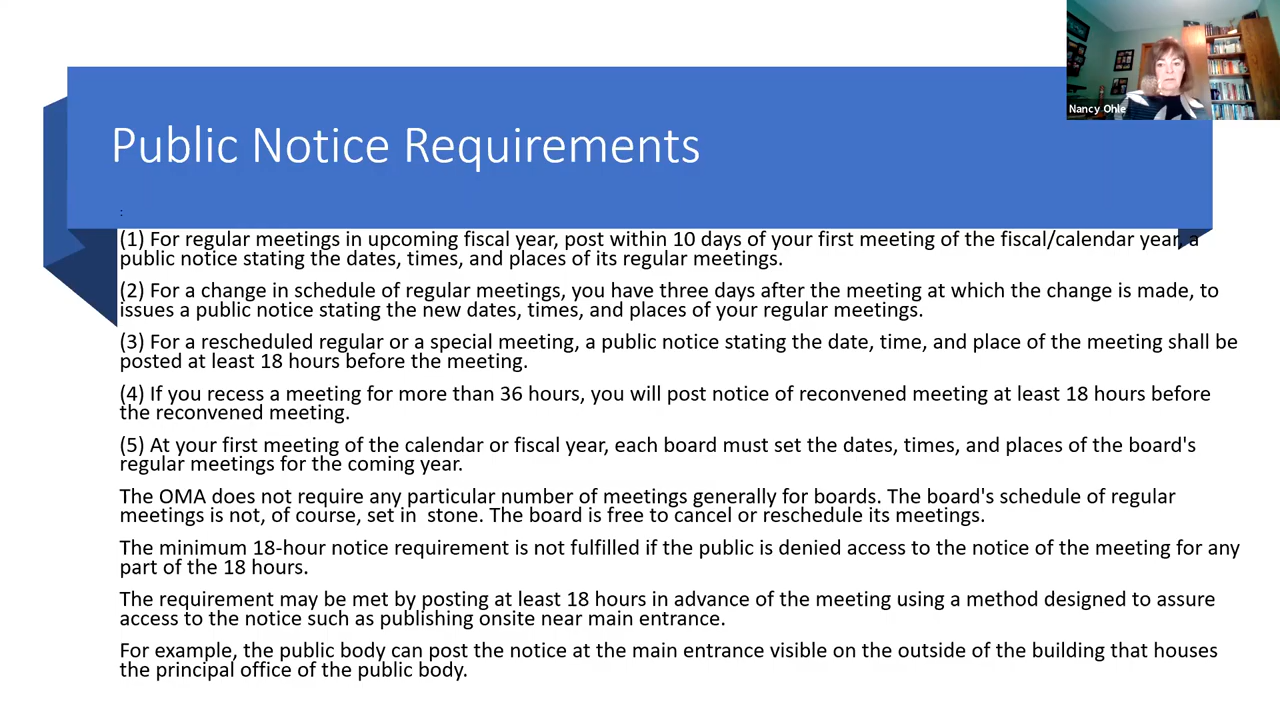 Nancy Ohle
Public Notice Requirements
:
(1) For regular meetings in upcoming fiscal year, post within 10 days of your first meeting of the fiscal/calendar year, a
public notice stating the dates, times, and places of its regular meetings.
(2) For a change in schedule of regular meetings, you have three days after the meeting at which the change is made, to
issues a public notice stating the new dates, times, and places of your regular meetings.
(3) For a rescheduled regular or a special meeting, a public notice stating the date, time, and place of the meeting shall be
posted at least 18 hours before the meeting.
(4) If you recess a meeting for more than 36 hours, you will post notice of reconvened meeting at least 18 hours before
the reconvened meeting.
(5) At your first meeting of the calendar or fiscal year, each board must set the dates, times, and places of the board's
regular meetings for the coming year.
The OMA does not require any particular number of meetings generally for boards. The board's schedule of regular
meetings is not, of course, set in  stone. The board is free to cancel or reschedule its meetings.
The minimum 18-hour notice requirement is not fulfilled if the public is denied access to the notice of the meeting for any
part of the 18 hours.
The requirement may be met by posting at least 18 hours in advance of the meeting using a method designed to assure
access to the notice such as publishing onsite near main entrance.
For example, the public body can post the notice at the main entrance visible on the outside of the building that houses
the principal office of the public body.